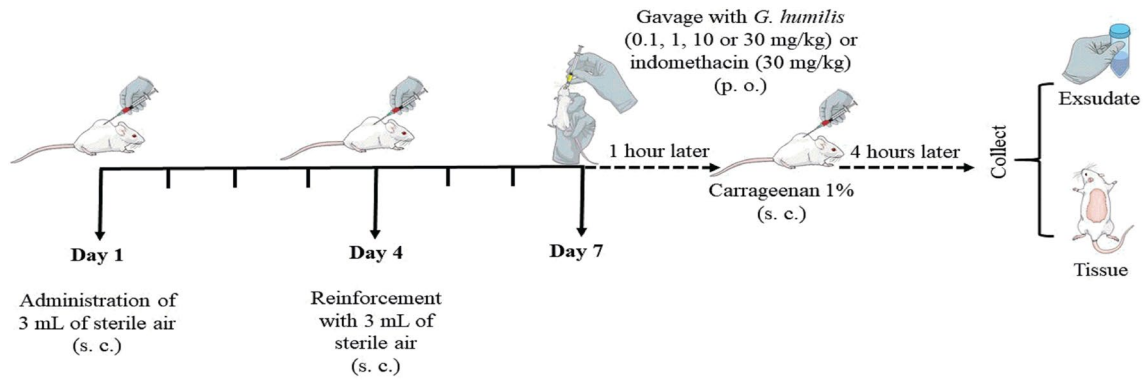 Gavage with G. humilis
(0.1, 1, 10 or 30 mg/kg) or
indomethacin (30 mg/kg)
(p. o.)
Exsudate
1 hour later
4 hours later
Collect
Carrageenan 1%
(s. c.)
Day 1
Day 4
Day 7
Tissue
Administration of
3 mL of sterile air
(s. c.)
Reinforcement
with 3 mL of
sterile air
(s. c.)